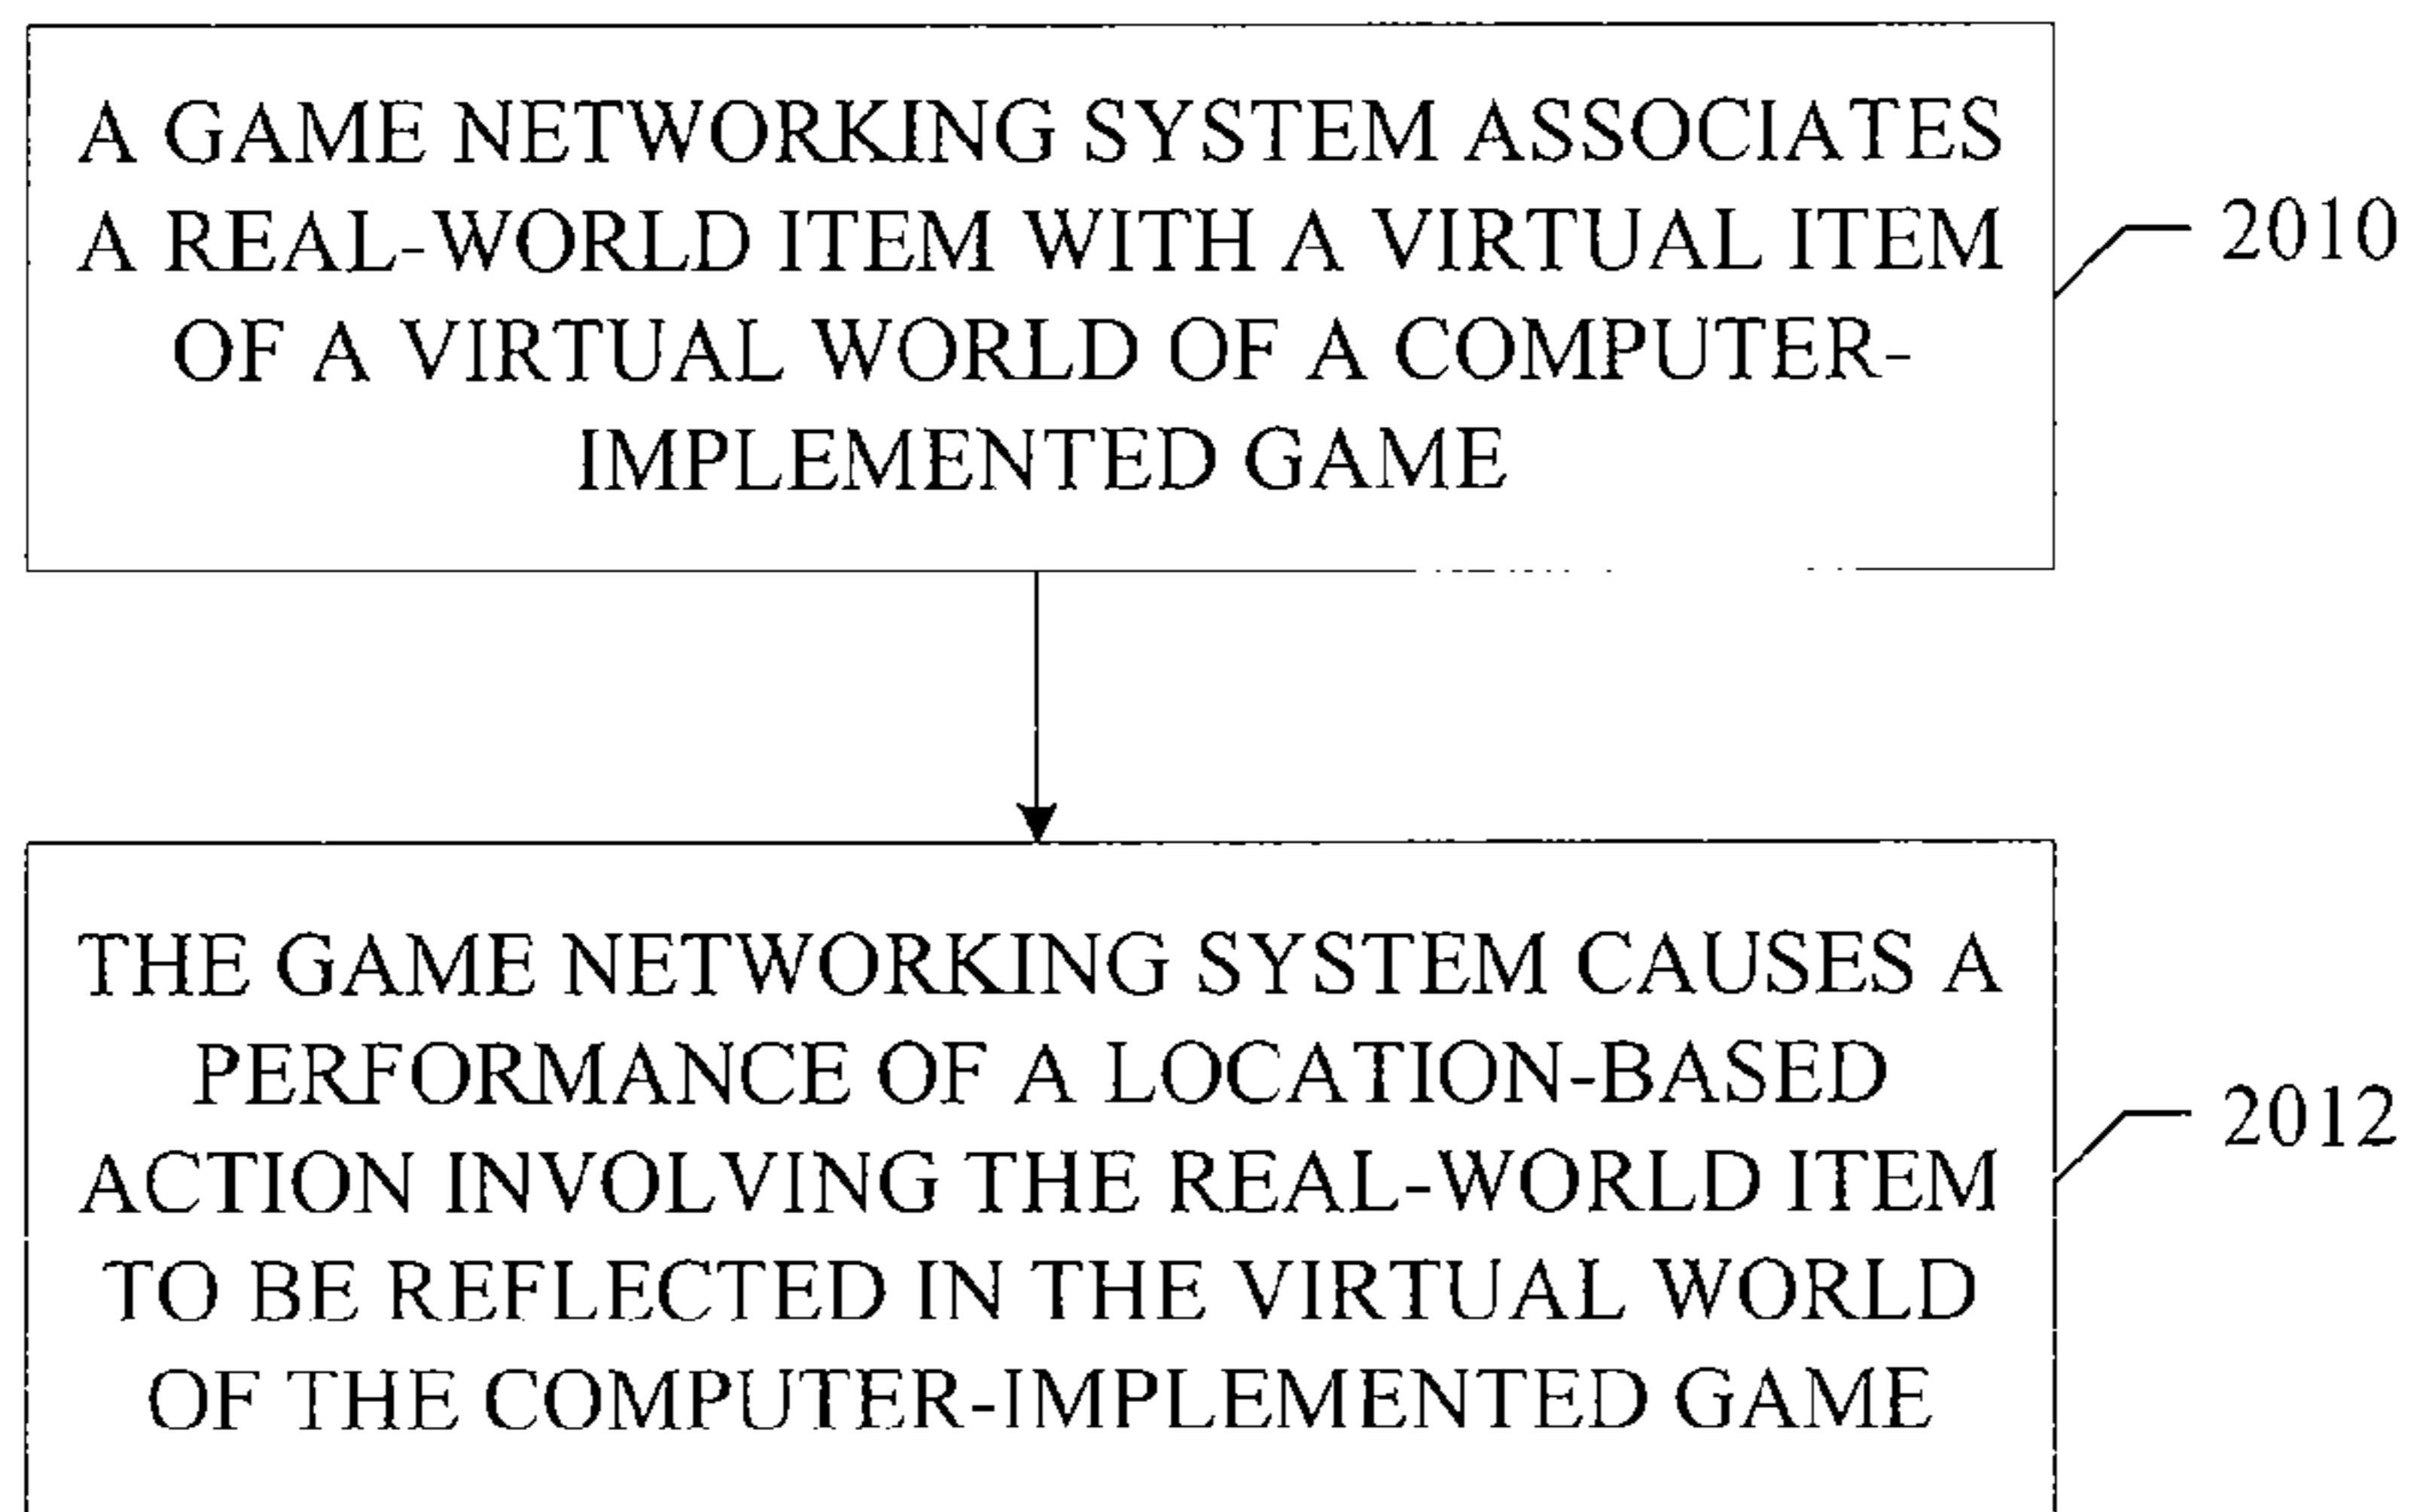 A GAME NETWORKING SYSTEM ASSOCIATES
A REAL-WORLD ITEM WITH A VIRTUAL ITEM
OF A VIRTUAL WORLD OF A COMPUTER-
IMPLEMENTED GAME
2010
THE GAME NETWORKING SYSTEM CAUSES A
PERFORMANCE OF A LOCATION-BASED
ACTION INVOLVING THE REAL-WORLD ITEM
TO BE REFLECTED IN THE VIRTUAL WORLD
OF THE COMPUTER-IMPLEMENTED GAME
2012